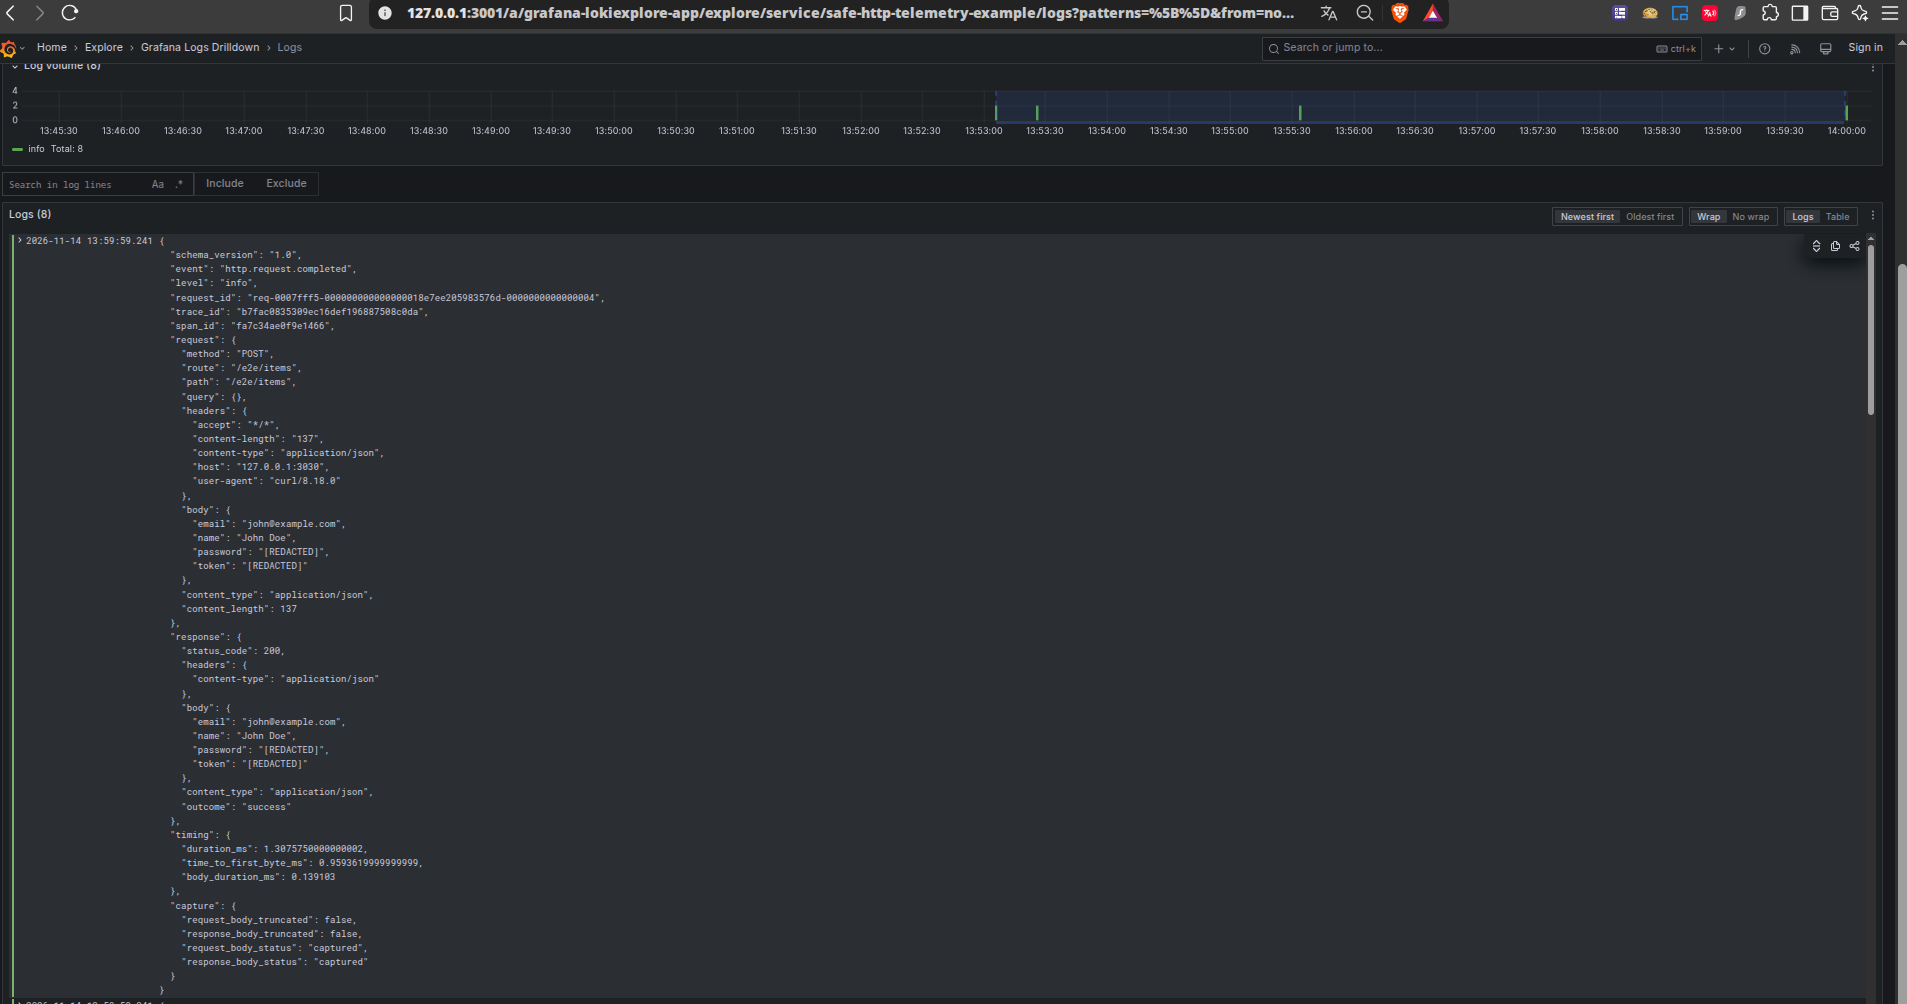 127.0.0.1:3001/a/grafana-lokiexplore-app/explore/service/safe-http-telemetry-example/logs?patterns=%5B%5D&from=no...
Home › Explore › Grafana Logs Drilldown › Logs
Search or jump to...
ctrl+k
Sign in
Log volume (8)
4
2
0
13:45:30 13:46:00 13:46:30 13:47:00 13:47:30 13:48:00 13:48:30 13:49:00 13:49:30 13:50:00 13:50:30 13:51:00 13:51:30 13:52:00 13:52:30 13:53:00 13:53:30 13:54:00 13:54:30 13:55:00 13:55:30 13:56:00 13:56:30 13:57:00 13:57:30 13:58:00 13:58:30 13:59:00 13:59:30 14:00:00
info Total: 8
Search in log lines Aa .* Include Exclude
Logs (8)
Newest first Oldest first Wrap No wrap Logs Table
2026-11-14 13:59:59.241 {
"schema_version": "1.0",
"event": "http.request.completed",
"level": "info",
"request_id": "req-0007fff5-000000000000000018e7ee205983576d-0000000000000004",
"trace_id": "b7fac0835309ec16def196887508c0da",
"span_id": "fa7c34ae0f9e1466",
"request": {
"method": "POST",
"route": "/e2e/items",
"path": "/e2e/items",
"query": {},
"headers": {
"accept": "*/*",
"content-length": "137",
"content-type": "application/json",
"host": "127.0.0.1:3030",
"user-agent": "curl/8.18.0"
},
"body": {
"email": "john@example.com",
"name": "John Doe",
"password": "[REDACTED]",
"token": "[REDACTED]"
},
"content_type": "application/json",
"content_length": 137
},
"response": {
"status_code": 200,
"headers": {
"content-type": "application/json"
},
"body": {
"email": "john@example.com",
"name": "John Doe",
"password": "[REDACTED]",
"token": "[REDACTED]"
},
"content_type": "application/json",
"outcome": "success"
},
"timing": {
"duration_ms": 1.3075750000000002,
"time_to_first_byte_ms": 0.9593619999999999,
"body_duration_ms": 0.139103
},
"capture": {
"request_body_truncated": false,
"response_body_truncated": false,
"request_body_status": "captured",
"response_body_status": "captured"
}
}